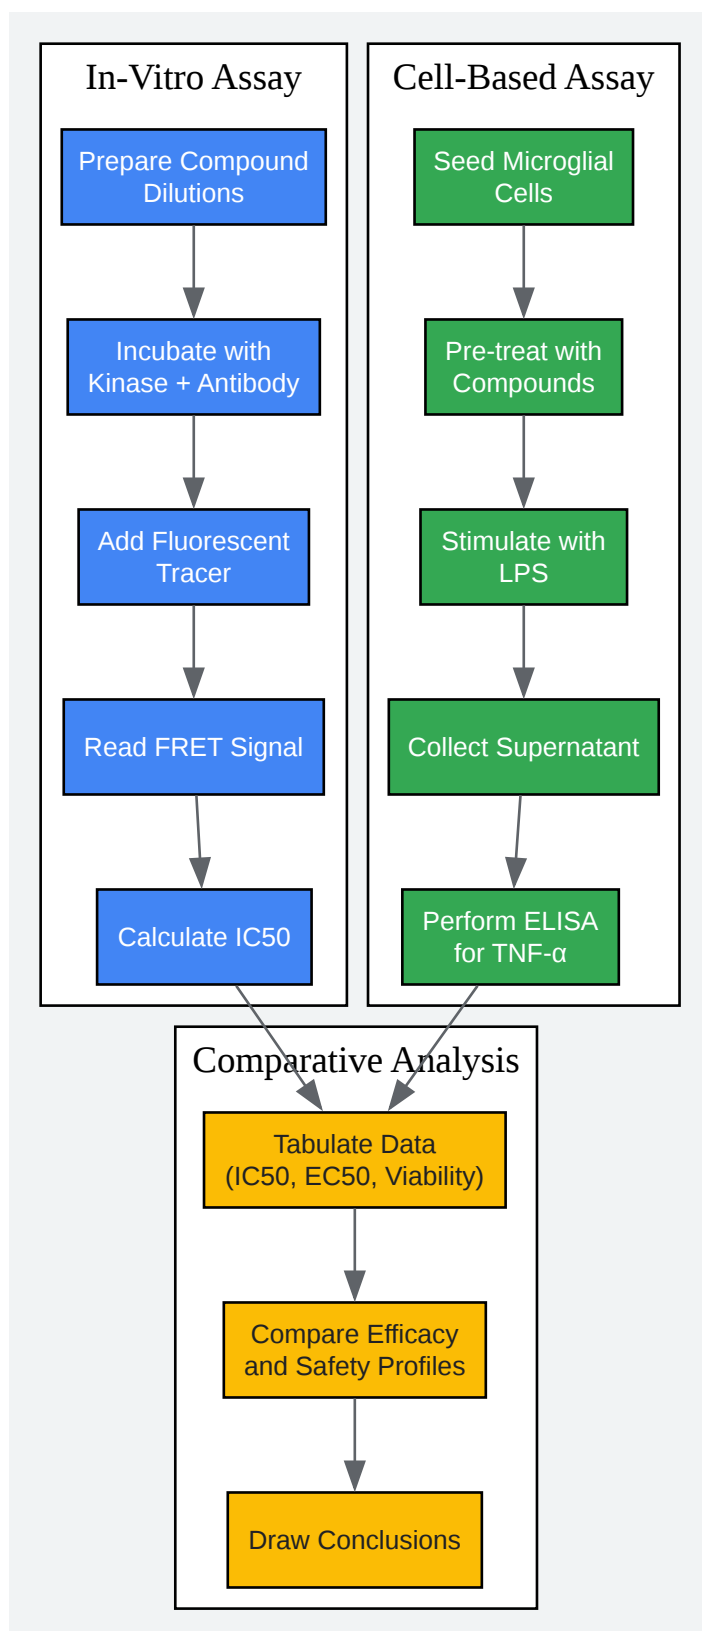 In-Vitro Assay
Prepare Compound
Dilutions
Incubate with
Kinase + Antibody
Add Fluorescent
Tracer
Read FRET Signal
Calculate IC50
Cell-Based Assay
Seed Microglial
Cells
Pre-treat with
Compounds
Stimulate with
LPS
Collect Supernatant
Perform ELISA
for TNF-α
Comparative Analysis
Tabulate Data
(IC50, EC50, Viability)
Compare Efficacy
and Safety Profiles
Draw Conclusions